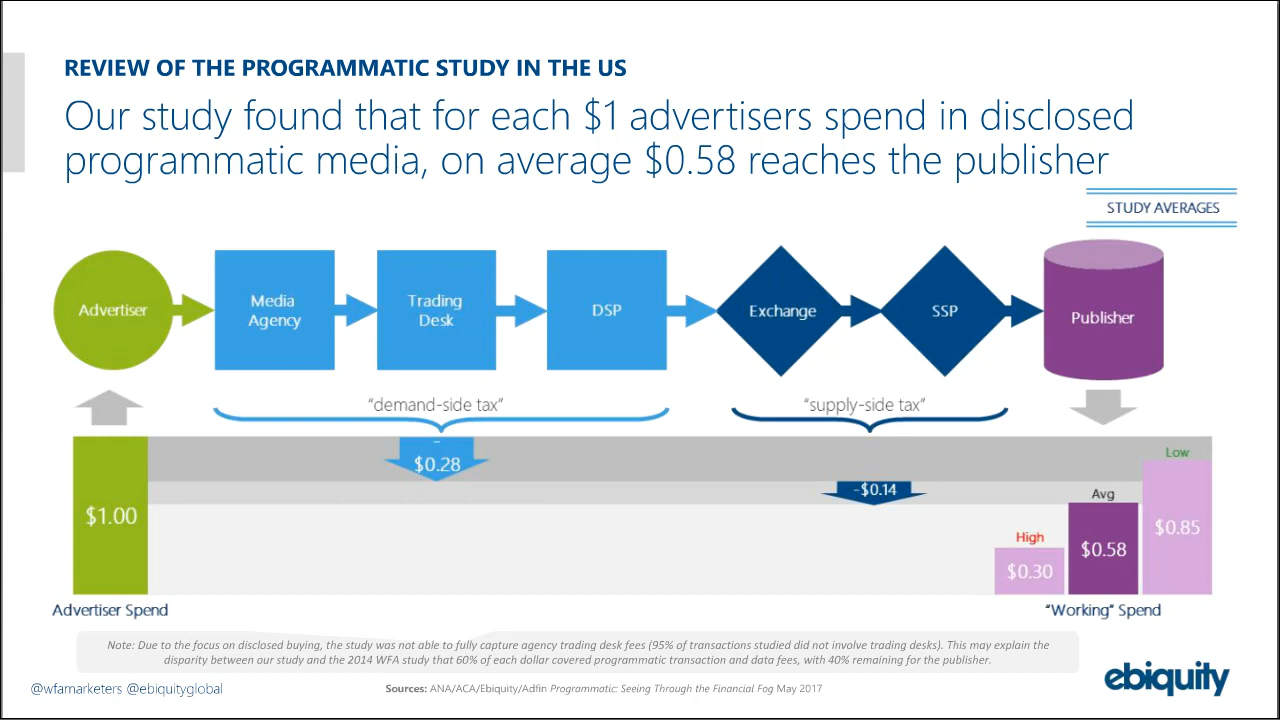 REVIEW OF THE PROGRAMMATIC STUDY IN THE US
Our study found that for each $1 advertisers spend in disclosed
programmatic media, on average $0.58 reaches the publisher
STUDY AVERAGES
Advertiser
Media
Agency
Trading
Desk
DSP
Exchange
SSP
Publisher
“demand-side tax”
“supply-side tax”
-
$0.28
-$0.14
$1.00
High
$0.30
Avg
$0.58
Low
$0.85
Advertiser Spend
“Working” Spend
Note: Due to the focus on disclosed buying, the study was not able to fully capture agency trading desk fees (95% of transactions studied did not involve trading desks). This may explain the
disparity between our study and the 2014 WFA study that 60% of each dollar covered programmatic transaction and data fees, with 40% remaining for the publisher.
@wfamarketers @ebiquityglobal
Sources: ANA/ACA/Ebiquity/Adfin Programmatic: Seeing Through the Financial Fog May 2017
ebiquity